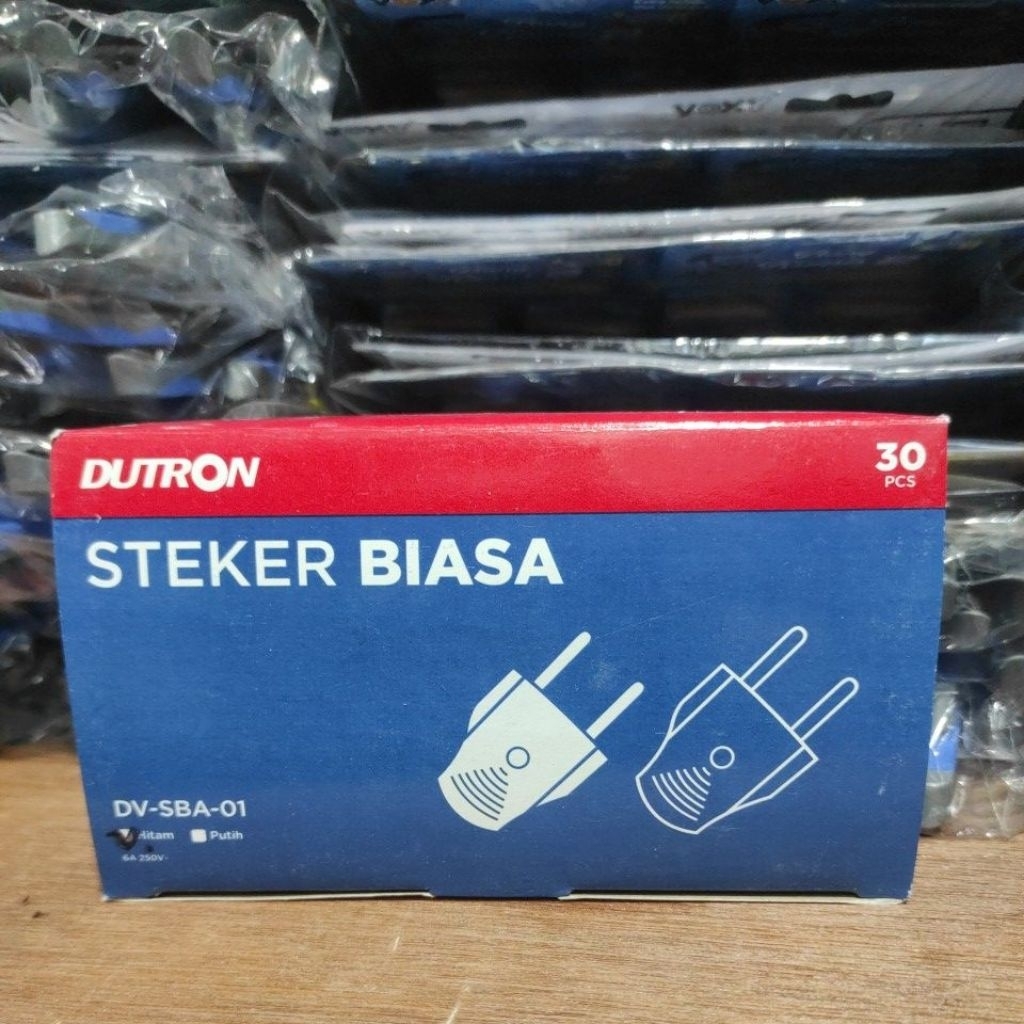 DUTRON
30
PCS
STEKER BIASA
DV-SBA-01
Hitam Putih
6A 250V~